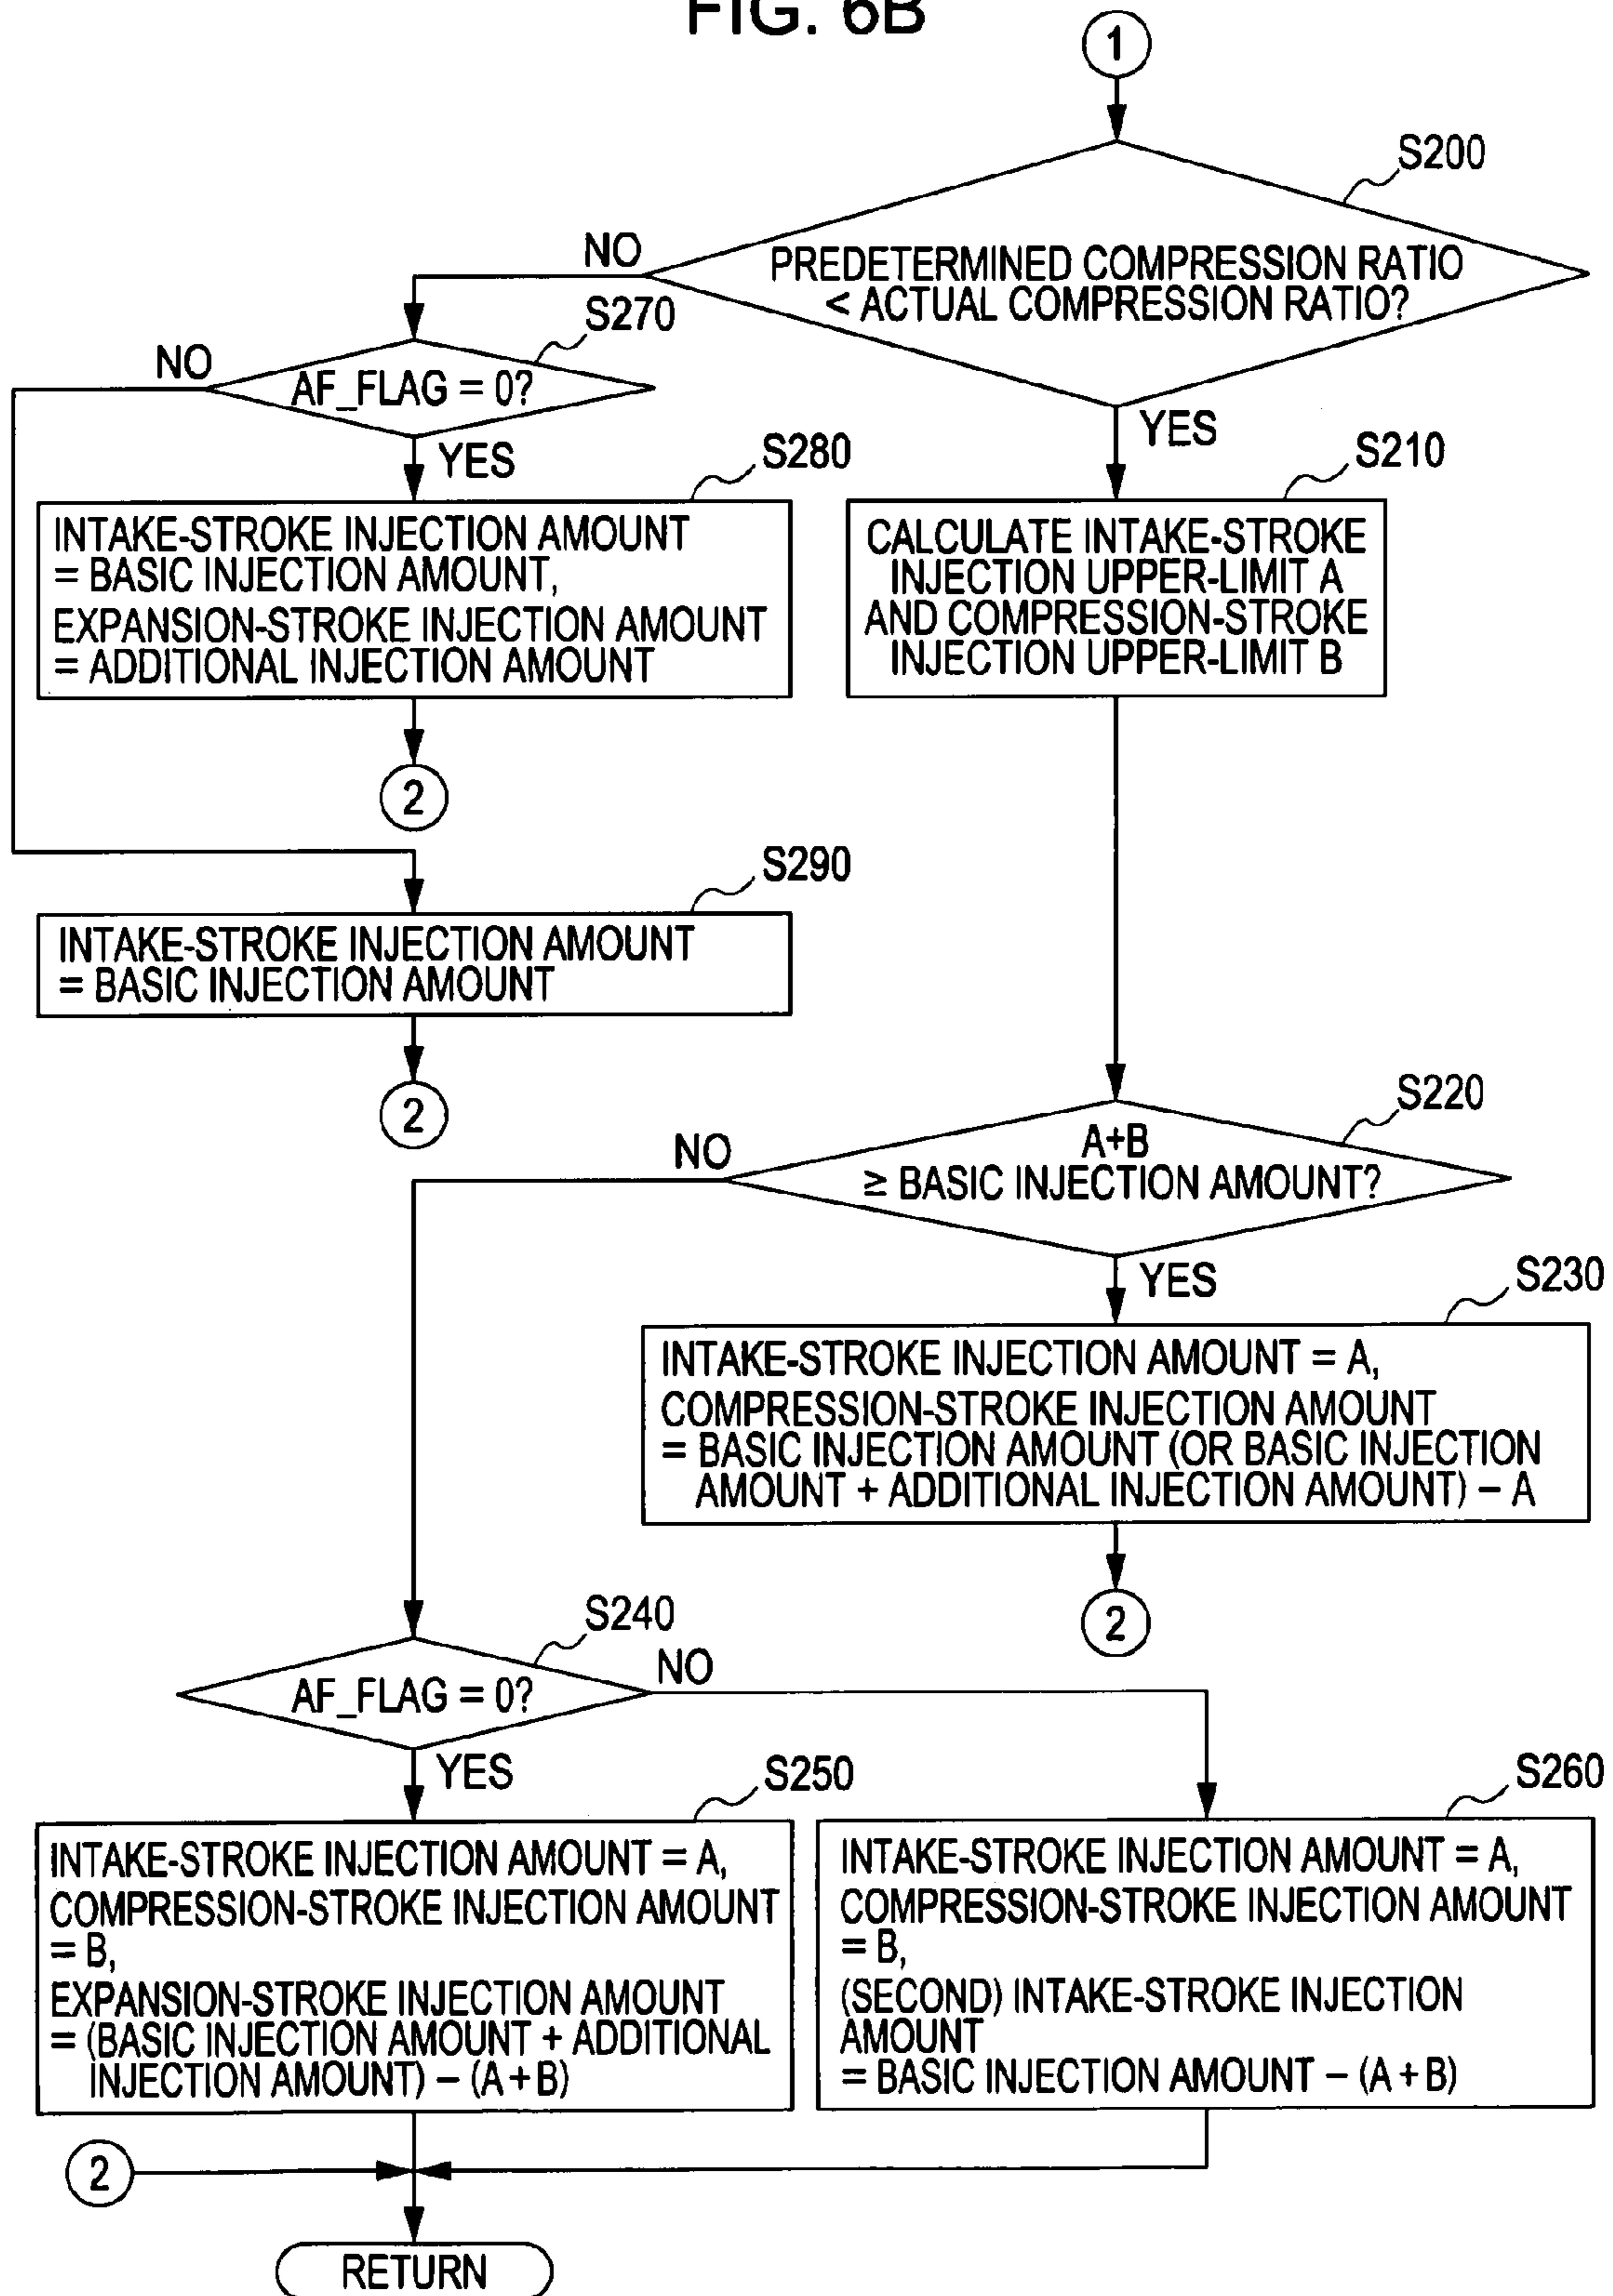 FIG. 6B
1
S200
PREDETERMINED COMPRESSION RATIO
< ACTUAL COMPRESSION RATIO?
NO
YES
S270
AF_FLAG = 0?
NO
YES
S280
INTAKE-STROKE INJECTION AMOUNT
= BASIC INJECTION AMOUNT,
EXPANSION-STROKE INJECTION AMOUNT
= ADDITIONAL INJECTION AMOUNT
2
S210
CALCULATE INTAKE-STROKE
INJECTION UPPER-LIMIT A
AND COMPRESSION-STROKE
INJECTION UPPER-LIMIT B
S290
INTAKE-STROKE INJECTION AMOUNT
= BASIC INJECTION AMOUNT
2
S220
A+B
≥ BASIC INJECTION AMOUNT?
NO
YES
S230
INTAKE-STROKE INJECTION AMOUNT = A,
COMPRESSION-STROKE INJECTION AMOUNT
= BASIC INJECTION AMOUNT (OR BASIC INJECTION
AMOUNT + ADDITIONAL INJECTION AMOUNT) – A
2
S240
AF_FLAG = 0?
NO
YES
S250
INTAKE-STROKE INJECTION AMOUNT = A,
COMPRESSION-STROKE INJECTION AMOUNT
= B,
EXPANSION-STROKE INJECTION AMOUNT
= (BASIC INJECTION AMOUNT + ADDITIONAL
INJECTION AMOUNT) – (A+B)
S260
INTAKE-STROKE INJECTION AMOUNT = A,
COMPRESSION-STROKE INJECTION AMOUNT
= B,
(SECOND) INTAKE-STROKE INJECTION
AMOUNT
= BASIC INJECTION AMOUNT – (A+B)
2
RETURN